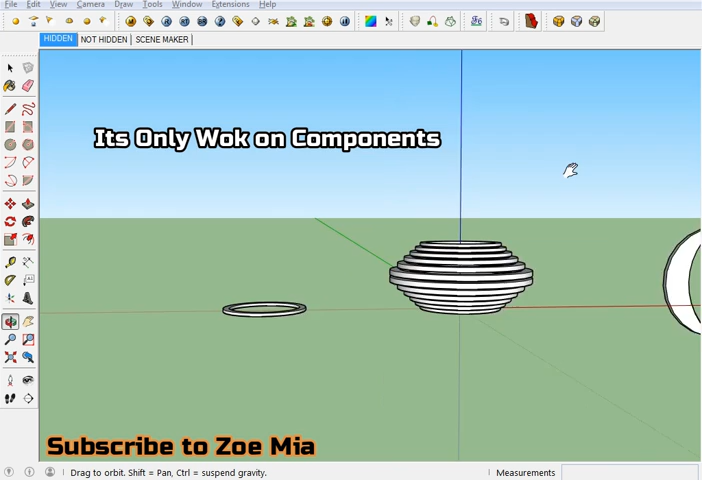 File Edit View Camera Draw Tools Window Extensions Help
HIDDEN NOT HIDDEN SCENE MAKER
Its Only Wok on Components
Subscribe to Zoe Mia
Drag to orbit. Shift = Pan, Ctrl = suspend gravity. Measurements